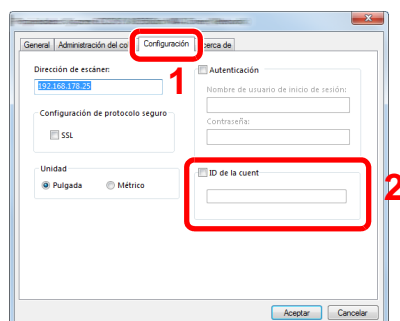 General
Administración del co
Configuración
cerca de
1
Dirección de escáner:
192.168.178.25
Configuración de protocolo seguro
SSL
Unidad
Pulgada
Métrico
Autenticación
Nombre de usuario de inicio de sesión:
Contraseña:
ID de la cuent
2
Aceptar
Cancelar